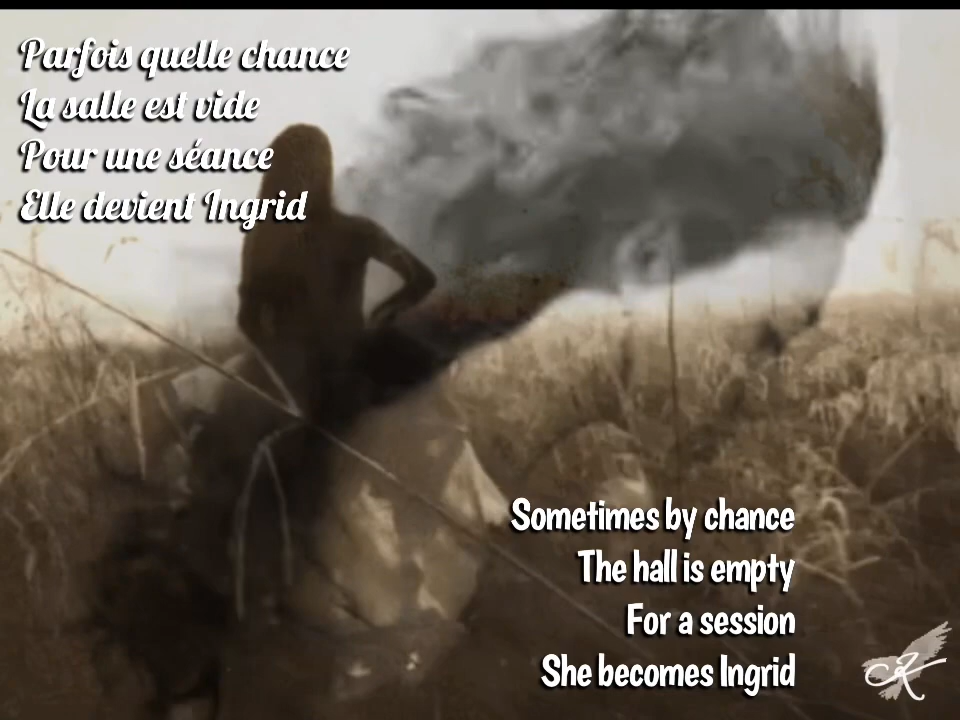 Parfois quelle chance
La salle est vide
Pour une séance
Elle devient Ingrid
Sometimes by chance
The hall is empty
For a session
She becomes Ingrid